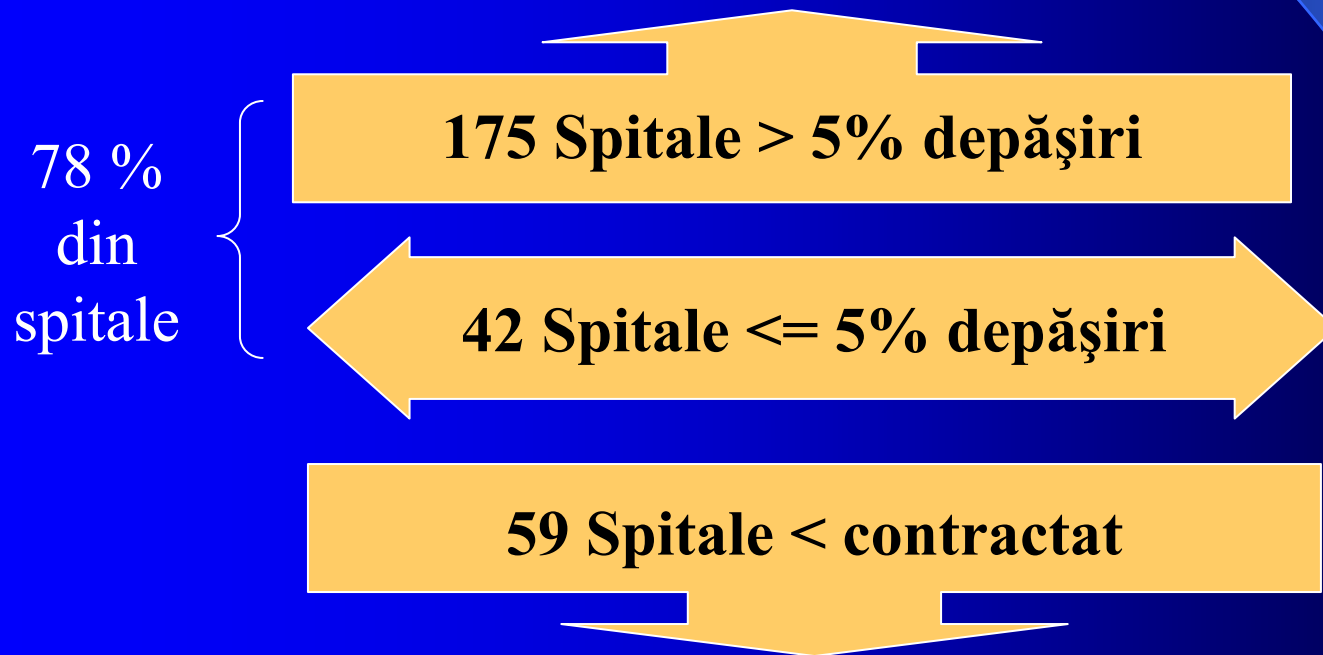 175 Spitale > 5% depăşiri
78 %
din
spitale
42 Spitale <= 5% depăşiri
59 Spitale < contractat